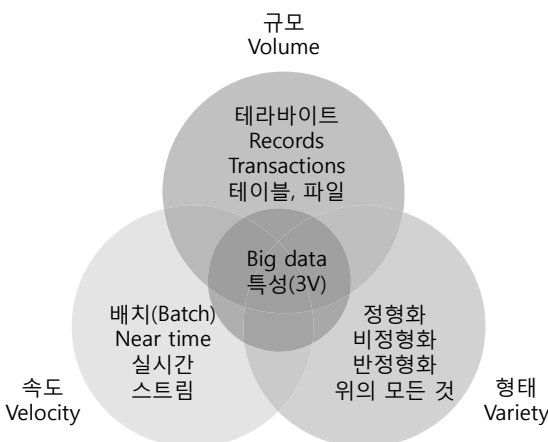 규모
Volume
테라바이트
Records
Transactions
테이블, 파일
Big data
특성(3V)
배치(Batch)
Near time
실시간
스트림
정형화
비정형화
반정형화
위의 모든 것
속도
Velocity
형태
Variety